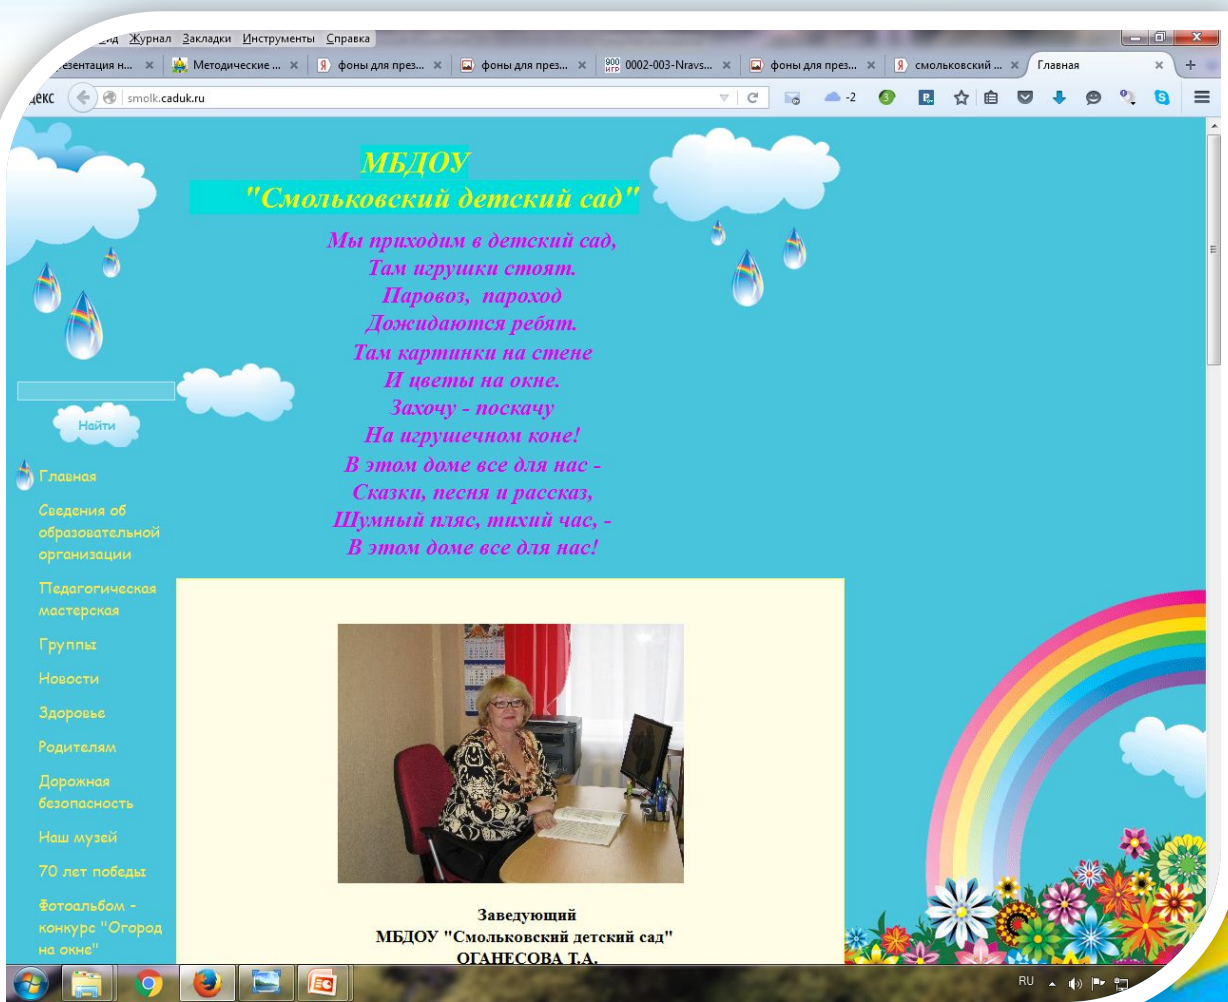 Журнал Закладки Инструменты Справка
Методические ...
фоны для през...
фоны для през...
0002-003-Nravs...
фоны для през...
смольковский ...
Главная
smolk.caduk.ru
-2
3
МБДОУ
"Смольковский детский сад"
Мы приходим в детский сад,
Там игрушки стоят.
Паровоз, пароход
Дожидаются ребят.
Там картинки на стене
И цветы на окне.
Захочу - поскачу
На игрушечном коне!
В этом доме все для нас -
Сказки, песня и рассказ,
Шумный пляс, тихий час, -
В этом доме все для нас!
Найти
Главная
Сведения об
образовательной
организации
Педагогическая
мастерская
Группы
Новости
Здоровье
Родителям
Дорожная
безопасность
Наш музей
70 лет победы
Фотоальбом -
конкурс "Огород
на окне"
Заведующий
МБДОУ "Смольковский детский сад"
ОГАНЕСОВА Т.А.
RU